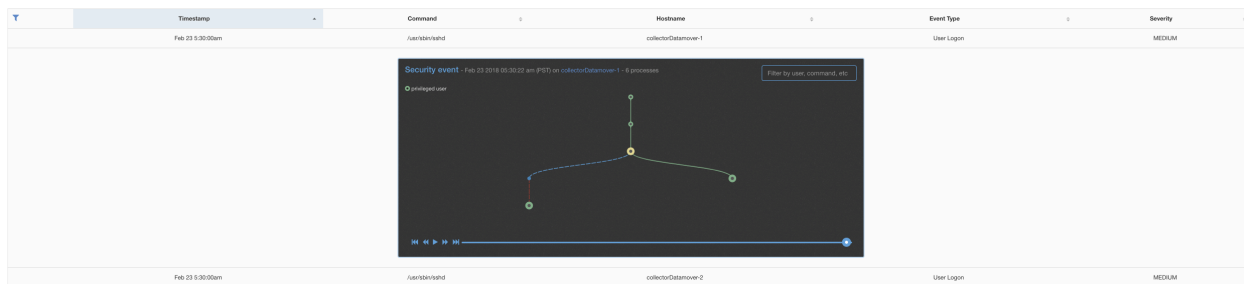 Timestamp Command Hostname Event Type Severity
Feb 23 5:30:00am /usr/sbin/sshd collectorDatamover-1 User Logon MEDIUM
Security event - Feb 23 2018 05:30:22 am (PST) on collectorDatamover-1 - 6 processes
Filter by user, command, etc
privileged user
Feb 23 5:30:00am /usr/sbin/sshd collectorDatamover-2 User Logon MEDIUM